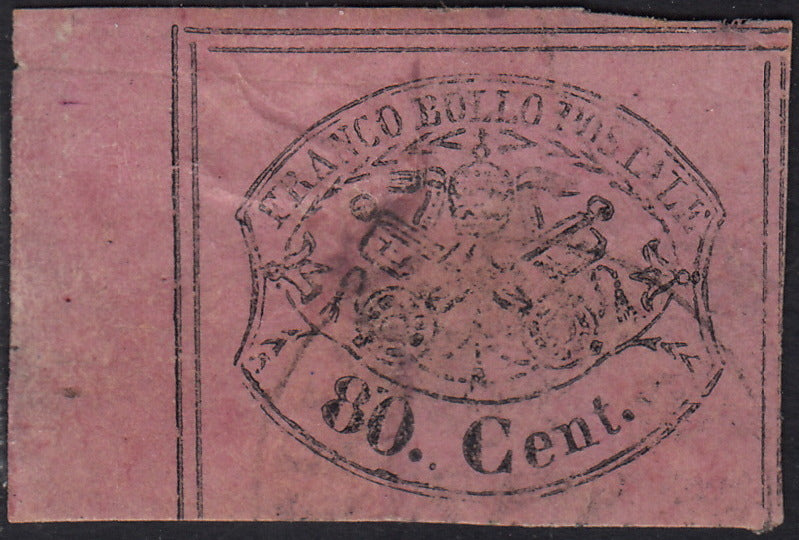 FRANCO BOLLO POSTALE
80. Cent.